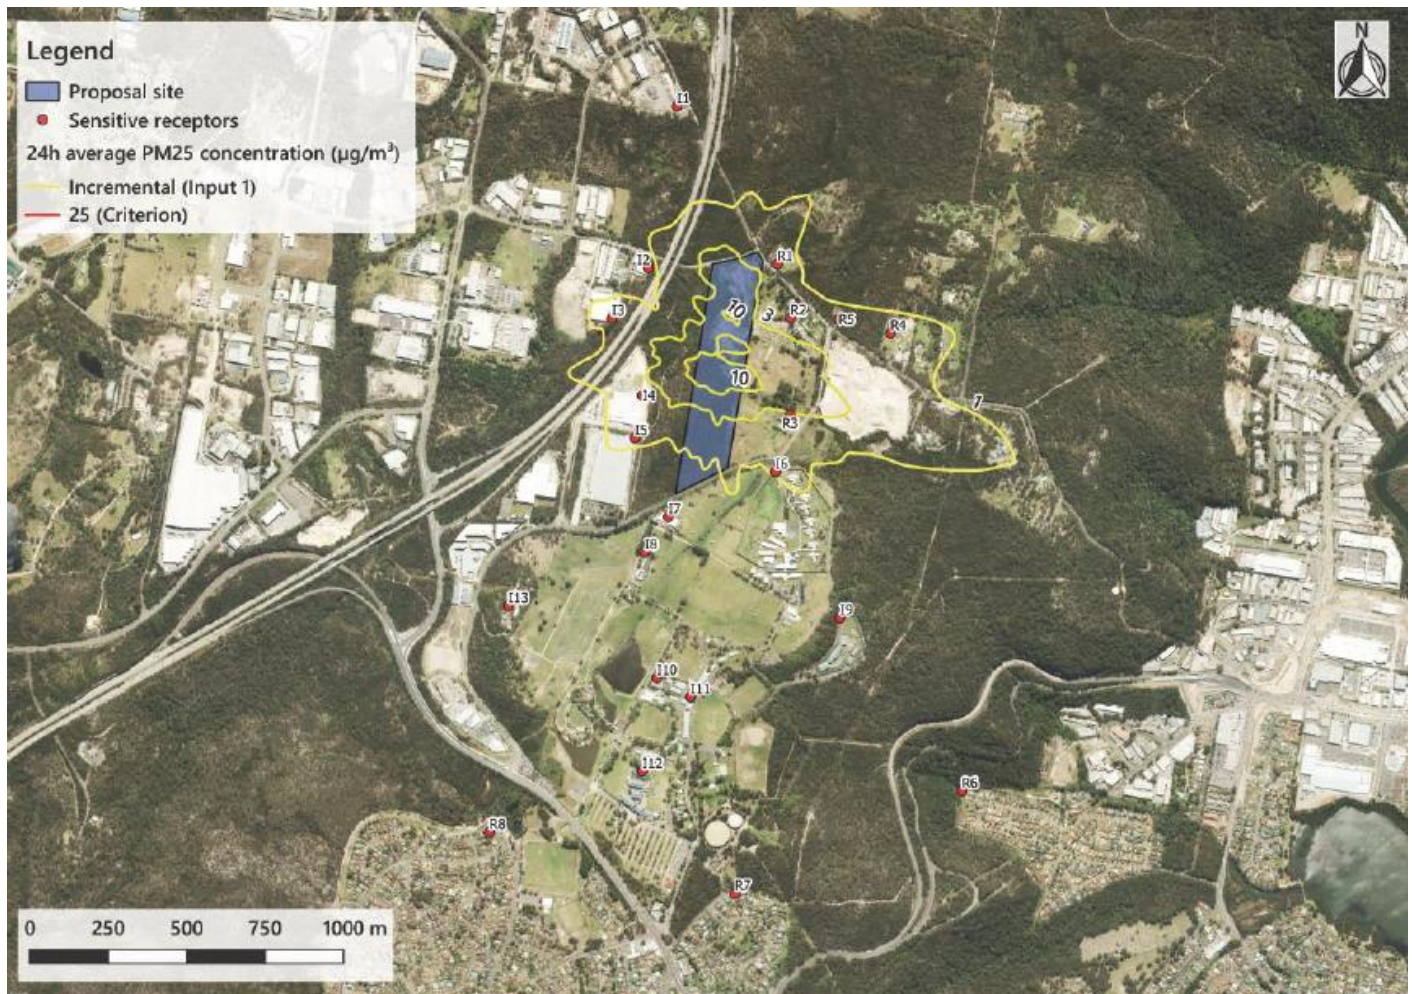 Legend
Proposal site
Sensitive receptors
24h average PM25 concentration (µg/m³)
Incremental (Input 1)
25 (Criterion)
N
I1
I2
R1
I3
10
3
R2
R5
R4
10
I4
1
R3
I5
I6
I7
I8
I13
I9
I10
I11
I12
R6
R8
R7
0 250 500 750 1000 m